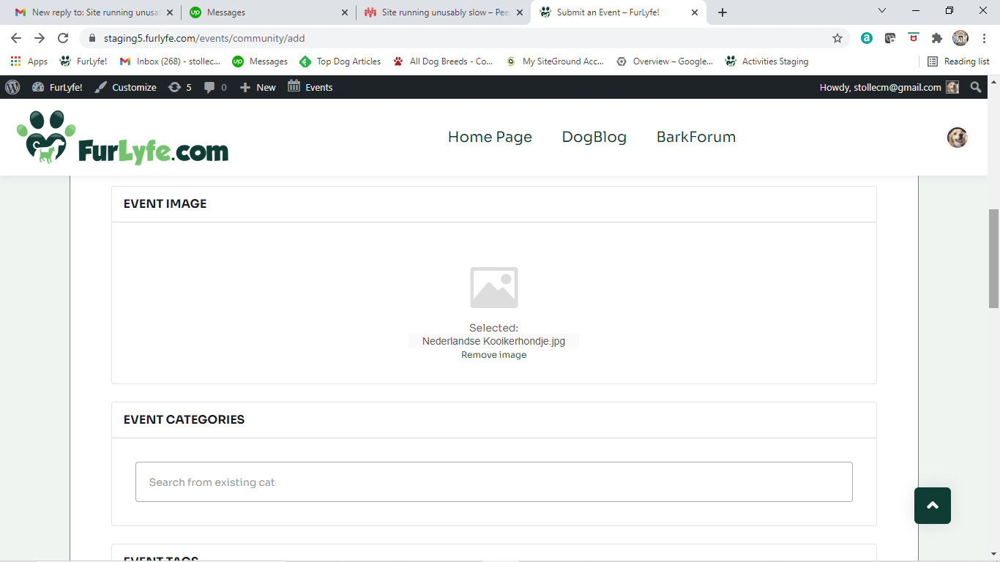 New reply to: Site running unusa
Messages
Site running unusably slow – Pee
Submit an Event – FurLyfe!
staging5.furlyfe.com/events/community/add
Apps
FurLyfe!
Inbox (268) - stollec...
Messages
Top Dog Articles
All Dog Breeds - Co...
My SiteGround Acc...
Overview – Google...
Activities Staging
Reading list
FurLyfe!
Customize
5
0
New
Events
Howdy, stollecm@gmail.com
FurLyfe.com
Home Page
DogBlog
BarkForum
EVENT IMAGE
Selected:
Nederlandse Kooikerhondje.jpg
Remove image
EVENT CATEGORIES
Search from existing cat
EVENT TAGS